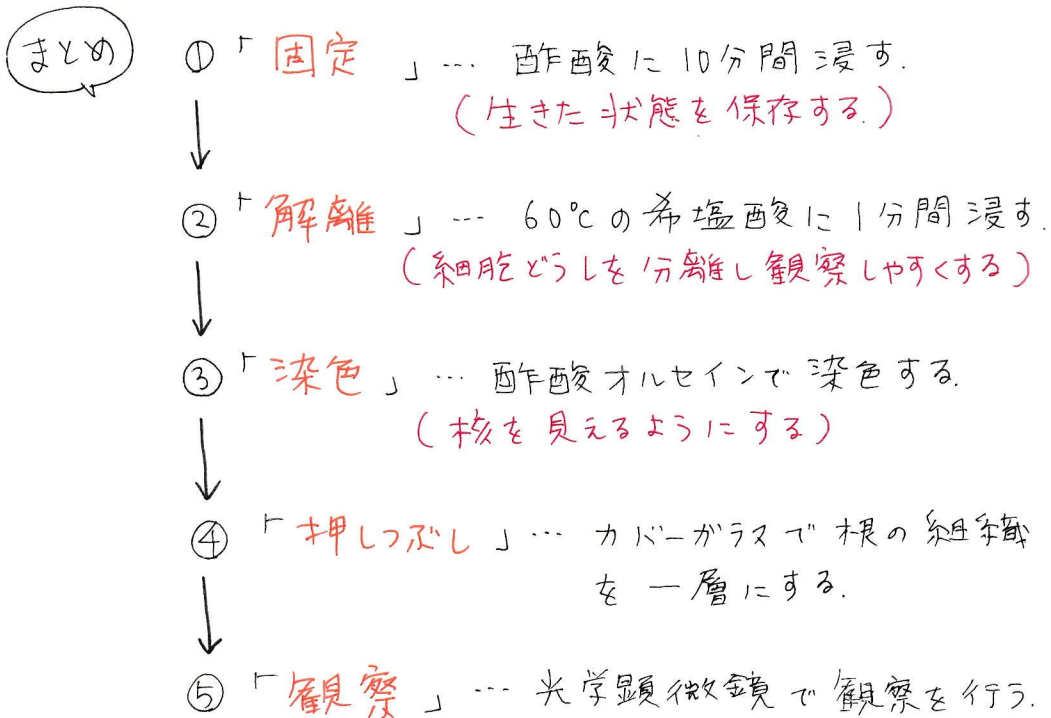 まとめ
①「固定」… 酢酸に10分間浸す.
(生きた状態を保存する.)
②「解離」… 60℃の希塩酸に1分間浸す.
(細胞どうしを分離し観察しやすくする)
③「染色」… 酢酸オルセインで染色する.
(核を見えるようにする)
④「押しつぶし」… カバーガラスで根の組織
を一層にする.
⑤「観察」… 光学顕微鏡で観察を行う.